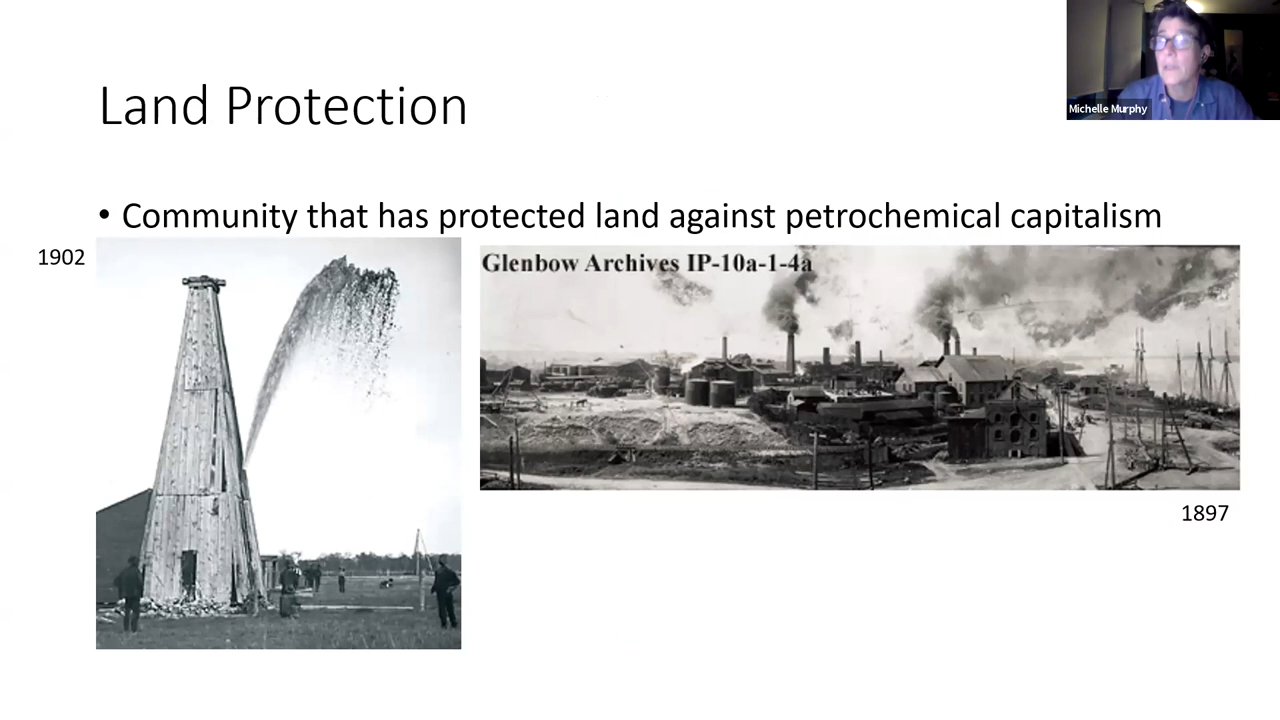 Michelle Murphy
Land Protection
• Community that has protected land against petrochemical capitalism
1902
Glenbow Archives IP-10a-1-4a
1897